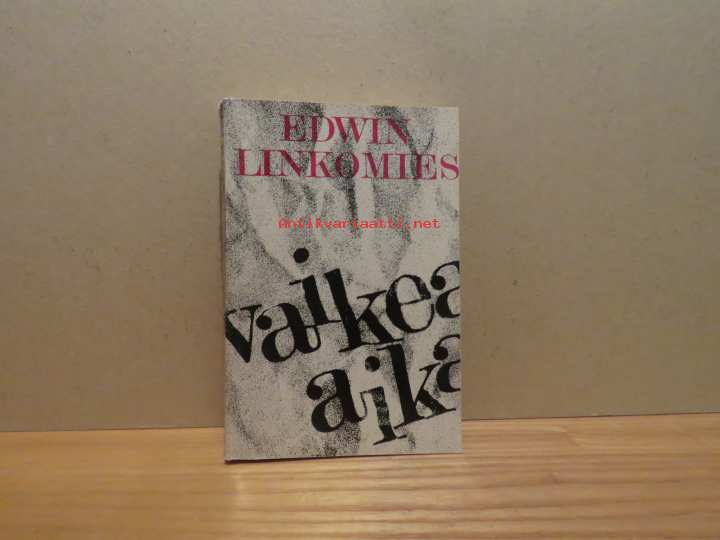 EDWIN
LINKOMIES
Antikvariaatti.net
vaikea
aika